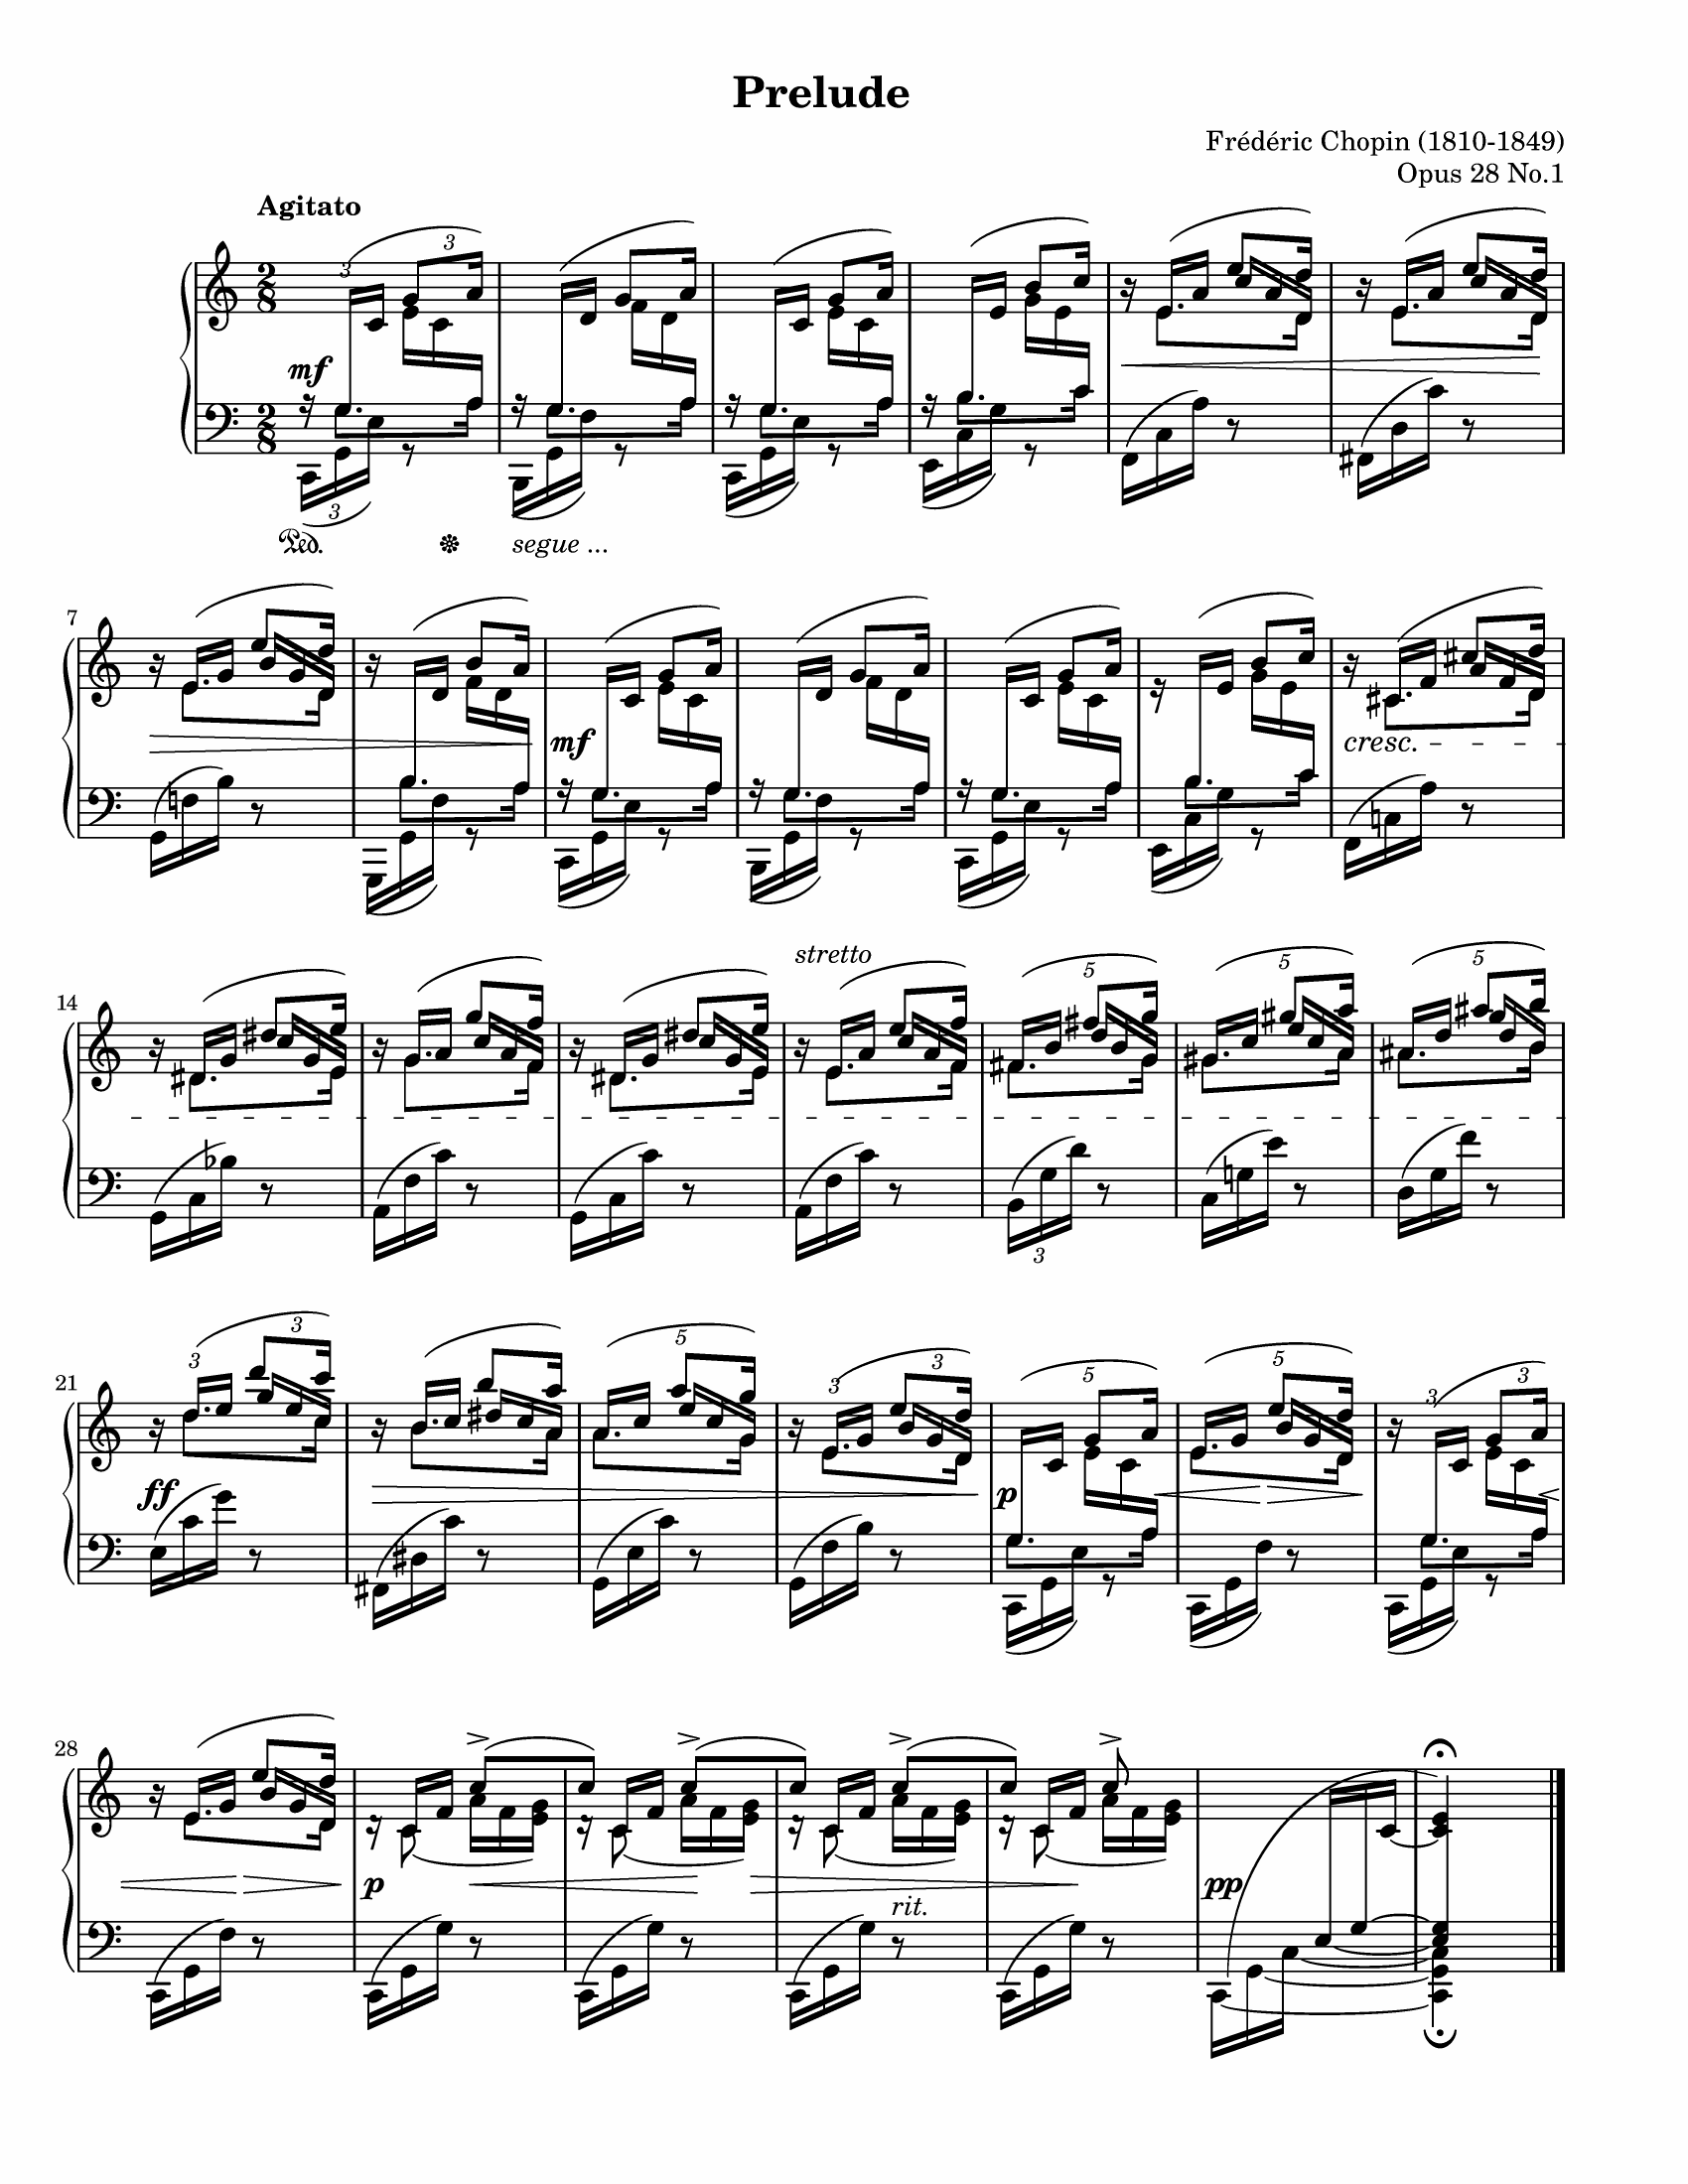 Prelude
Frédéric Chopin (1810-1849)
Opus 28 No.1
Agitato
3 3
2 8
mf
2 8
3
Ped. segue ...
7
mf cresc.
14
stretto
5 5 5
3
21
3 3 5 3 3 5 5 3 3
ff p
28
p pp
rit.